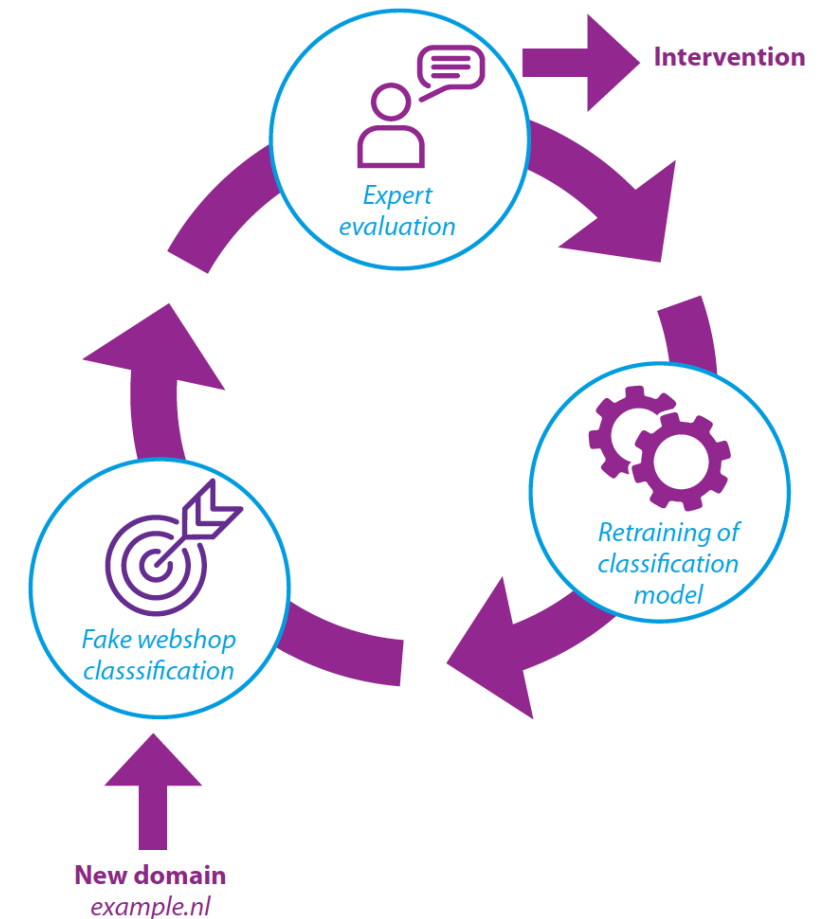 Intervention
Expert
evaluation
Retraining of
classification
model
Fake webshop
classsification
New domain
example.nl